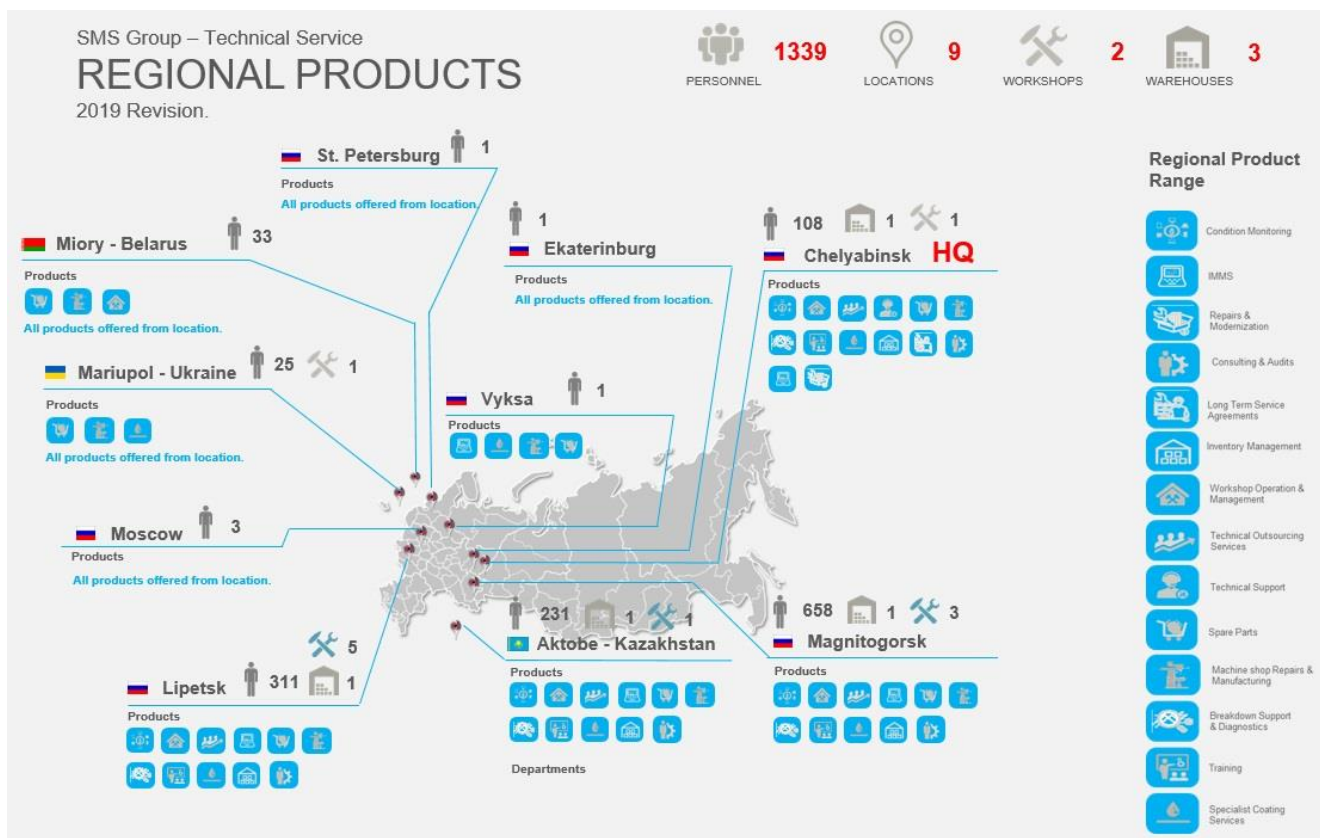 SMS Group – Technical Service
REGIONAL PRODUCTS
2019 Revision.
1339
PERSONNEL
9
LOCATIONS
2
WORKSHOPS
3
WAREHOUSES
St. Petersburg 1
Products
All products offered from location.
Miory - Belarus 33
Products
All products offered from location.
Mariupol - Ukraine 25 1
Products
All products offered from location.
Moscow 3
Products
All products offered from location.
5
Lipetsk 311 1
Products
1
Ekaterinburg
Products
All products offered from location.
Vyksa 1
Products
108 1 1
Chelyabinsk HQ
Products
231 1 1
Aktobe - Kazakhstan
Products
Departments
658 1 3
Magnitogorsk
Products
Regional Product
Range
Condition Monitoring
IMMS
Repairs &
Modernization
Consulting & Audits
Long Term Service
Agreements
Inventory Management
Workshop Operation &
Management
Technical Outsourcing
Services
Technical Support
Spare Parts
Machine shop Repairs &
Manufacturing
Breakdown Support
& Diagnostics
Training
Specialist Coating
Services